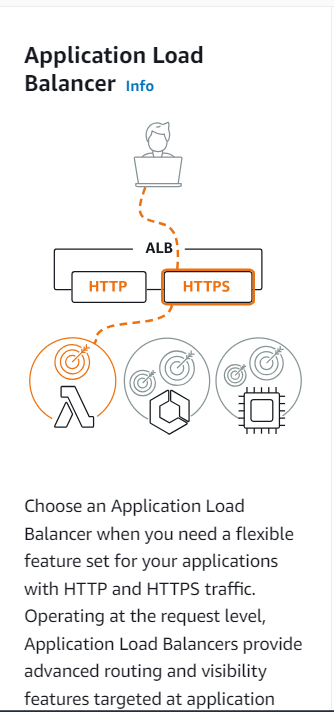 Application Load
Balancer Info
ALB
HTTP
HTTPS
Choose an Application Load
Balancer when you need a flexible
feature set for your applications
with HTTP and HTTPS traffic.
Operating at the request level,
Application Load Balancers provide
advanced routing and visibility
features targeted at application